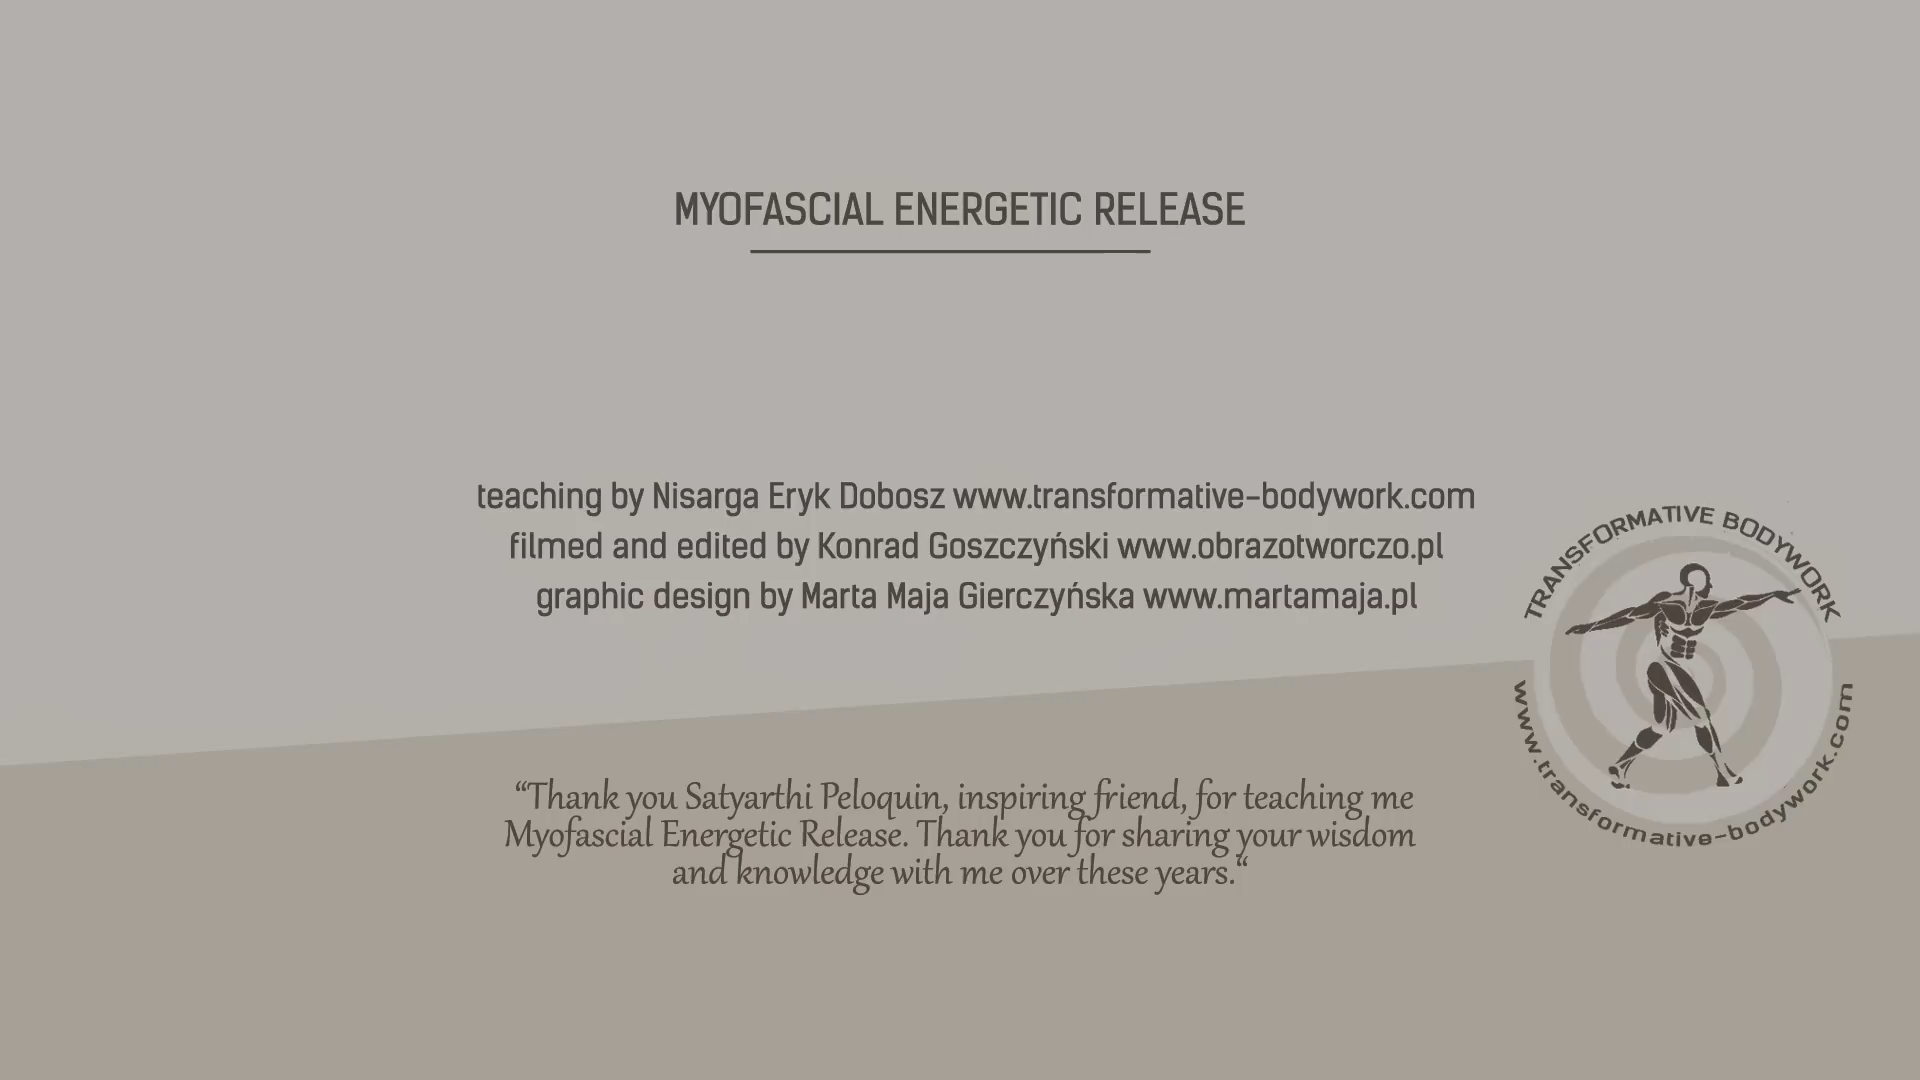 MYOFASCIAL ENERGETIC RELEASE
teaching by Nisarga Eryk Dobosz www.transformative-bodywork.com
filmed and edited by Konrad Goszczyński www.obrazotworczo.pl
graphic design by Marta Maja Gierczyńska www.martamaja.pl
TRANSFORMATIVE BODYWORK
www.transformative-bodywork.com
“Thank you Satyarthi Peloquin, inspiring friend, for teaching me
Myofascial Energetic Release. Thank you for sharing your wisdom
and knowledge with me over these years.“